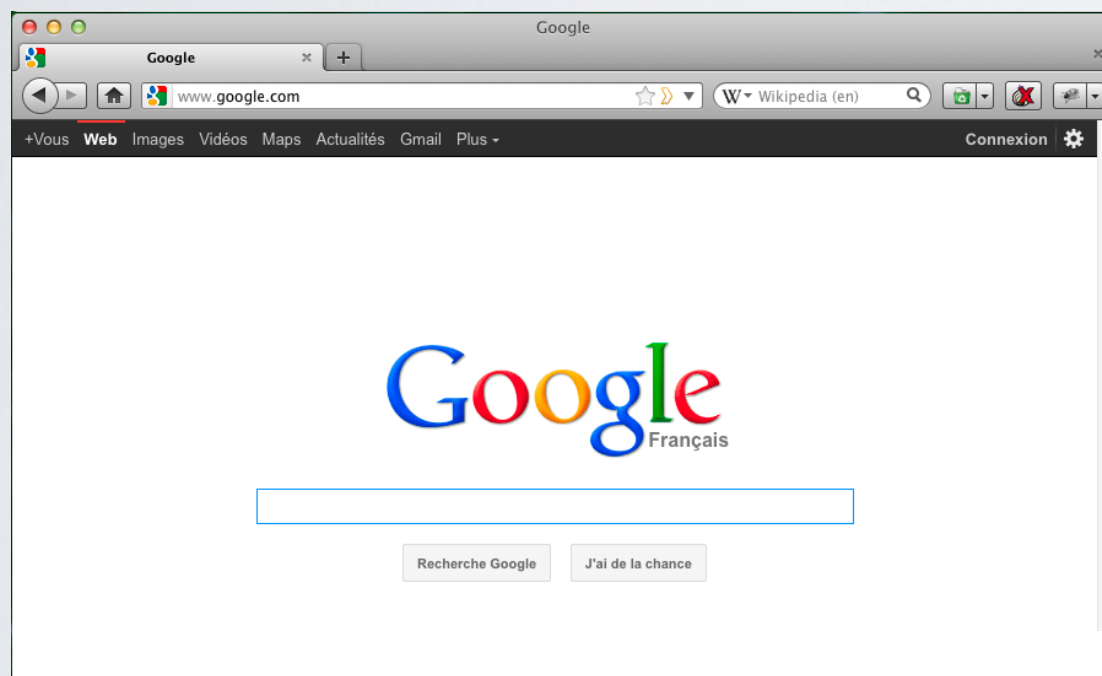 Google
Google
www.google.com
W Wikipedia (en)
+Vous Web Images Vidéos Maps Actualités Gmail Plus Connexion
Google
Français
Recherche Google J'ai de la chance